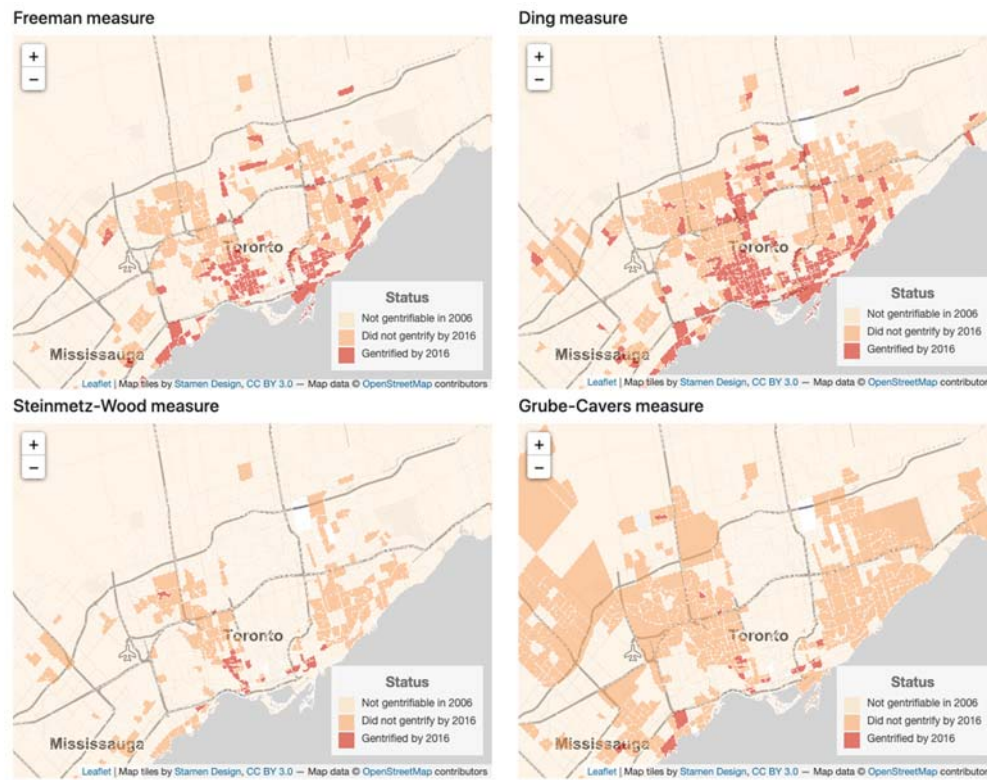 Freeman measure
+
−
Toronto
Mississauga
Status
Not gentrifiable in 2006
Did not gentrify by 2016
Gentrified by 2016
Leaflet | Map tiles by Stamen Design, CC BY 3.0 — Map data © OpenStreetMap contributors
Ding measure
+
−
Toronto
Mississauga
Status
Not gentrifiable in 2006
Did not gentrify by 2016
Gentrified by 2016
Leaflet | Map tiles by Stamen Design, CC BY 3.0 — Map data © OpenStreetMap contributors
Steinmetz-Wood measure
+
−
Toronto
Mississauga
Status
Not gentrifiable in 2006
Did not gentrify by 2016
Gentrified by 2016
Leaflet | Map tiles by Stamen Design, CC BY 3.0 — Map data © OpenStreetMap contributors
Grube-Cavers measure
+
−
Toronto
Mississauga
Status
Not gentrifiable in 2006
Did not gentrify by 2016
Gentrified by 2016
Leaflet | Map tiles by Stamen Design, CC BY 3.0 — Map data © OpenStreetMap contributors